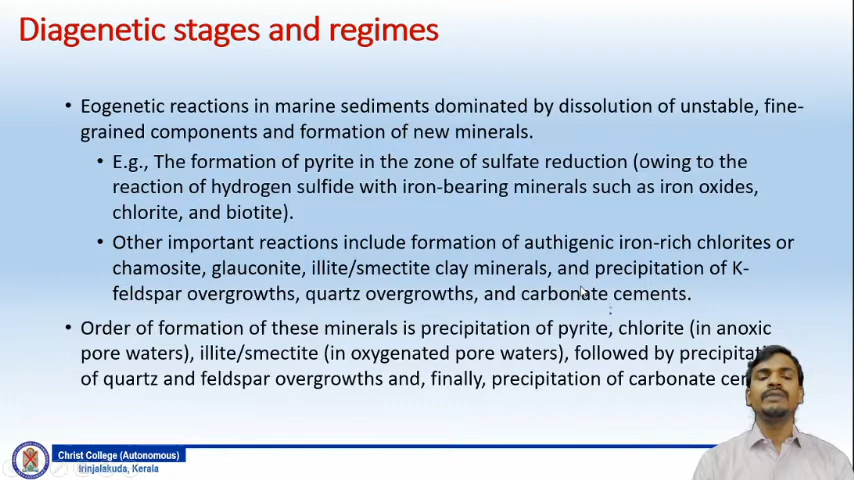 Diagenetic stages and regimes
• Eogenetic reactions in marine sediments dominated by dissolution of unstable, fine-
grained components and formation of new minerals.
• E.g., The formation of pyrite in the zone of sulfate reduction (owing to the
reaction of hydrogen sulfide with iron-bearing minerals such as iron oxides,
chlorite, and biotite).
• Other important reactions include formation of authigenic iron-rich chlorites or
chamosite, glauconite, illite/smectite clay minerals, and precipitation of K-
feldspar overgrowths, quartz overgrowths, and carbonate cements.
• Order of formation of these minerals is precipitation of pyrite, chlorite (in anoxic
pore waters), illite/smectite (in oxygenated pore waters), followed by
of quartz and feldspar overgrowths and, finally, precipitation of carbonate
Christ College (Autonomous)
Irinjalakuda, Kerala